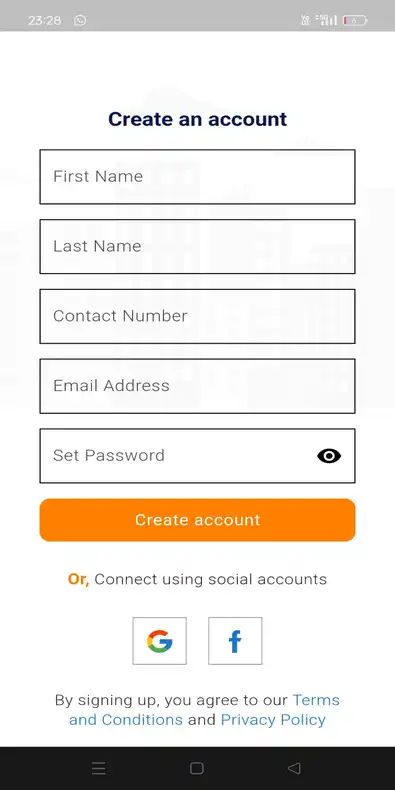 23:28
Create an account
First Name
Last Name
Contact Number
Email Address
Set Password
Create account
Or, Connect using social accounts
By signing up, you agree to our Terms
and Conditions and Privacy Policy